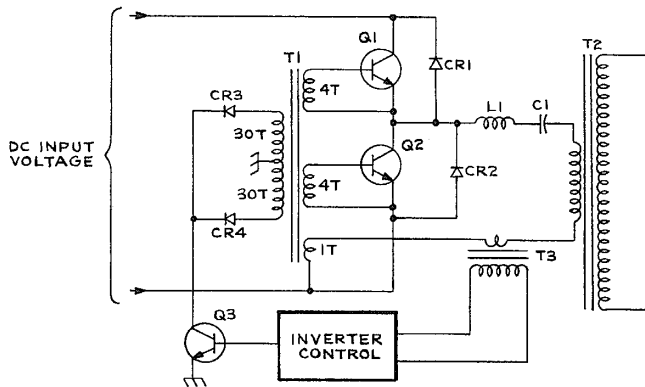 Q1
T1
T2
CR1
CR3
4T
L1
C1
30T
DC INPUT
VOLTAGE
Q2
30T
4T
CR2
CR4
1T
T3
Q3
INVERTER
CONTROL